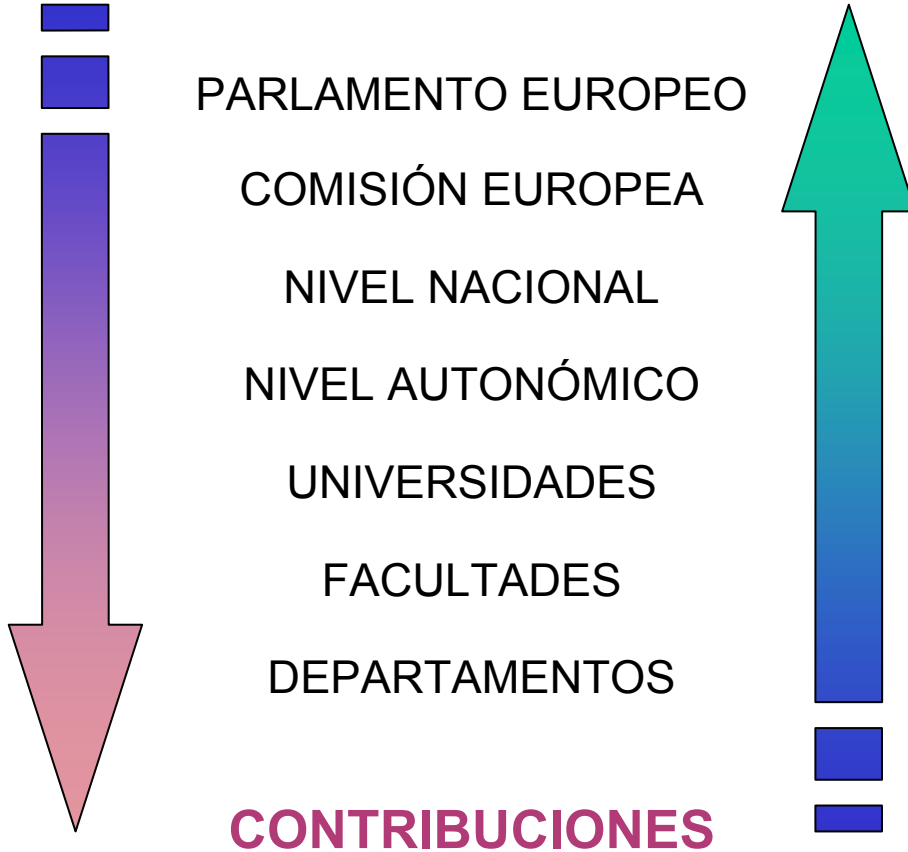 PARLAMENTO EUROPEO
COMISIÓN EUROPEA
NIVEL NACIONAL
NIVEL AUTONÓMICO
UNIVERSIDADES
FACULTADES
DEPARTAMENTOS
CONTRIBUCIONES